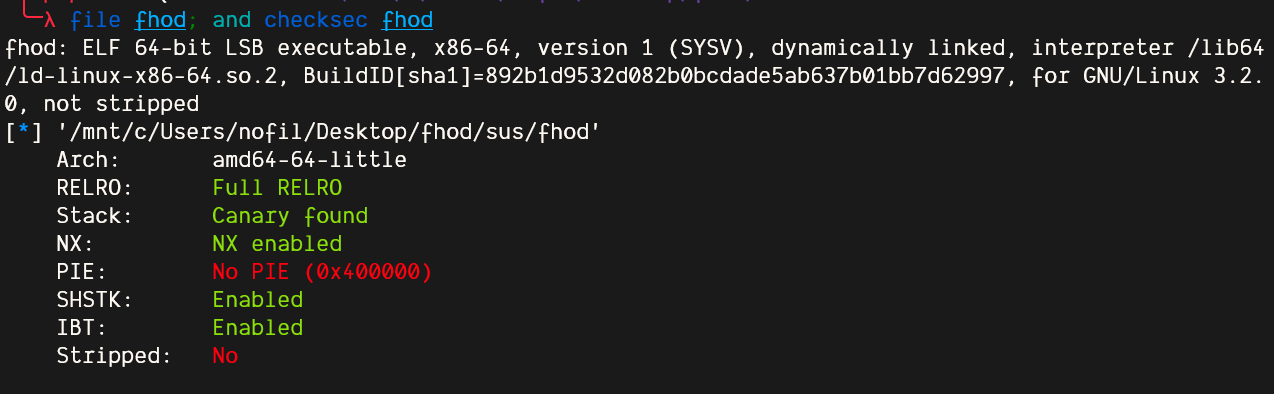 λ file fhod; and checksec fhod
fhod: ELF 64-bit LSB executable, x86-64, version 1 (SYSV), dynamically linked, interpreter /lib64
/ld-linux-x86-64.so.2, BuildID[sha1]=892b1d9532d082b0bcdade5ab637b01bb7d62997, for GNU/Linux 3.2.
0, not stripped
[*] '/mnt/c/Users/nofil/Desktop/fhod/sus/fhod'
    Arch:       amd64-64-little
    RELRO:      Full RELRO
    Stack:      Canary found
    NX:         NX enabled
    PIE:        No PIE (0x400000)
    SHSTK:      Enabled
    IBT:        Enabled
    Stripped:   No